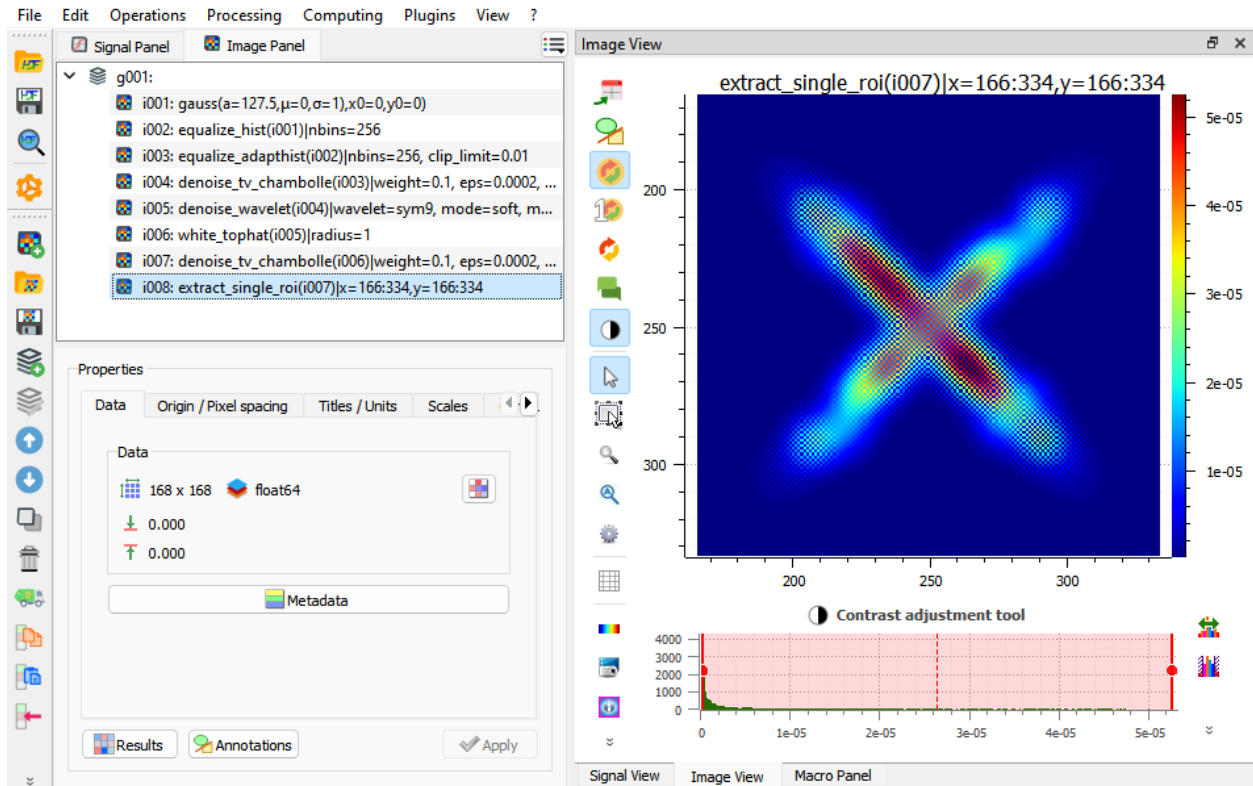 File Edit Operations Processing Computing Plugins View ?
Signal Panel Image Panel
g001:
i001: gauss(a=127.5,μ=0,σ=1),x0=0,y0=0)
i002: equalize_hist(i001)|nbins=256
i003: equalize_adapthist(i002)|nbins=256, clip_limit=0.01
i004: denoise_tv_chambolle(i003)|weight=0.1, eps=0.0002, ...
i005: denoise_wavelet(i004)|wavelet=sym9, mode=soft, m...
i006: white_tophat(i005)|radius=1
i007: denoise_tv_chambolle(i006)|weight=0.1, eps=0.0002, ...
i008: extract_single_roi(i007)|x=166:334,y=166:334
Properties
Data Origin / Pixel spacing Titles / Units Scales
Data
168 x 168 float64
0.000
0.000
Metadata
Results Annotations Apply
Image View
extract_single_roi(i007)|x=166:334,y=166:334
200
250
300
200 250 300
5e-05
4e-05
3e-05
2e-05
1e-05
Contrast adjustment tool
4000
3000
2000
1000
0
0 1e-05 2e-05 3e-05 4e-05 5e-05
Signal View Image View Macro Panel